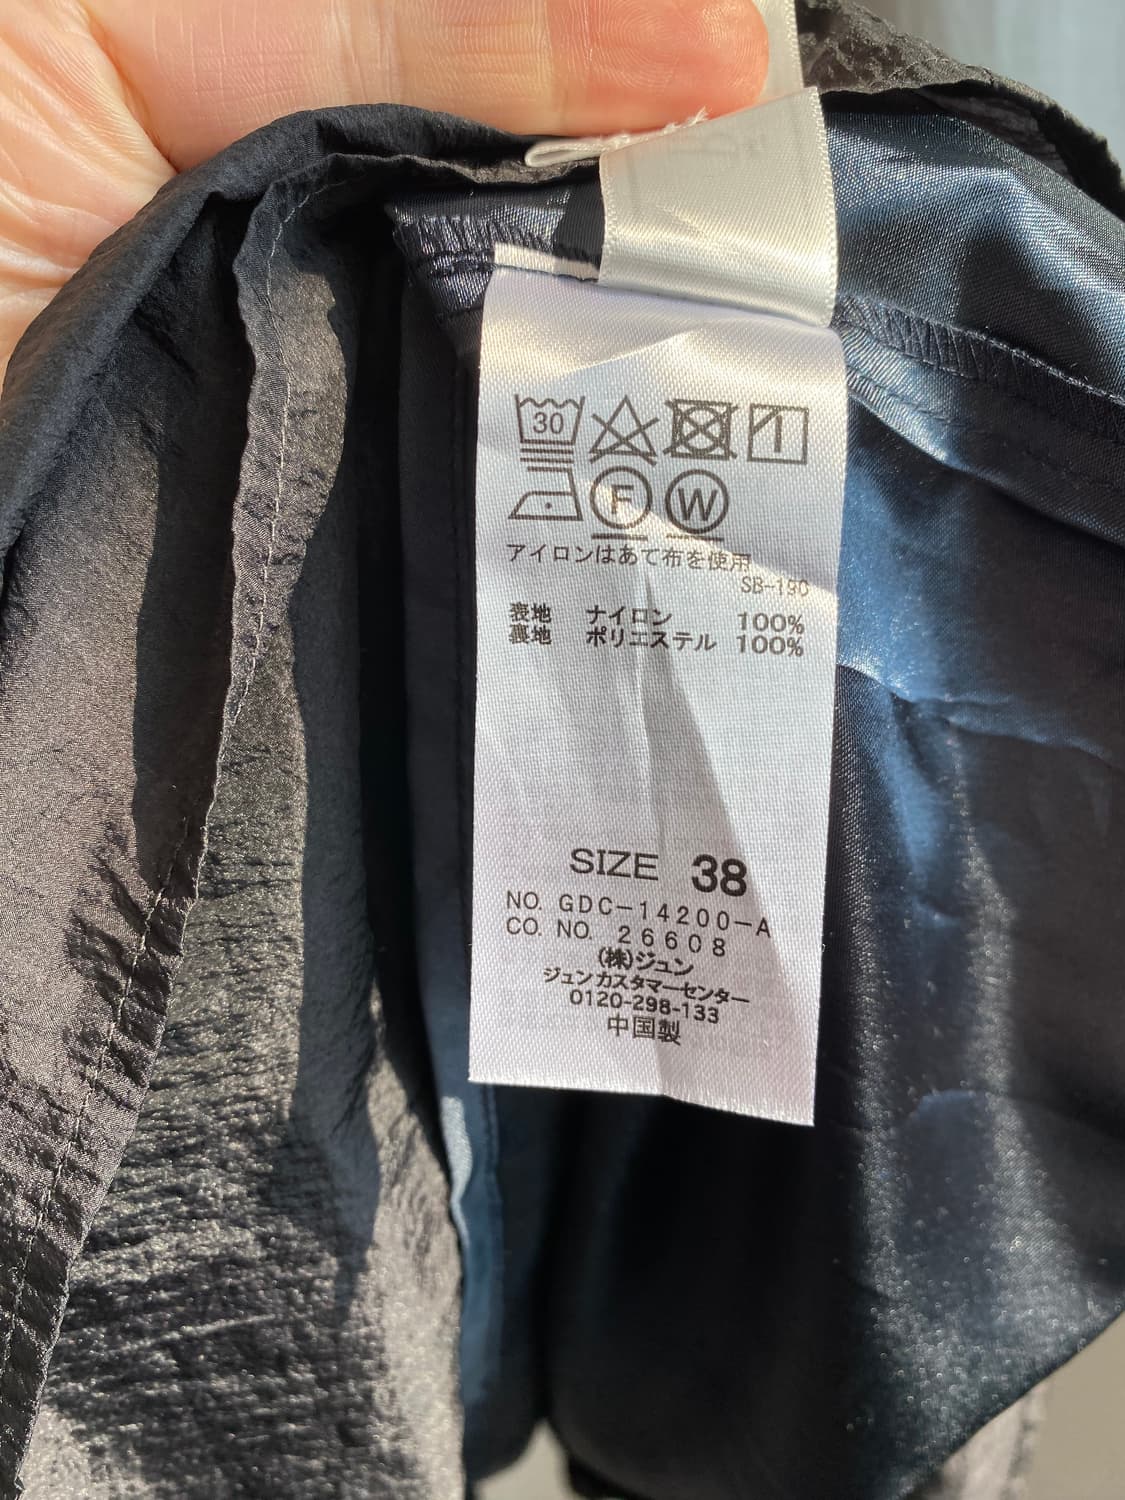 30
F W
アイロンはあて布を使用
SB-190
表地 ナイロン 100%
裏地 ポリエステル 100%
SIZE 38
NO. GDC-14200-A
CO. NO. 26608
(株)ジュン
ジュンカスタマーセンター
0120-298-133
中国製